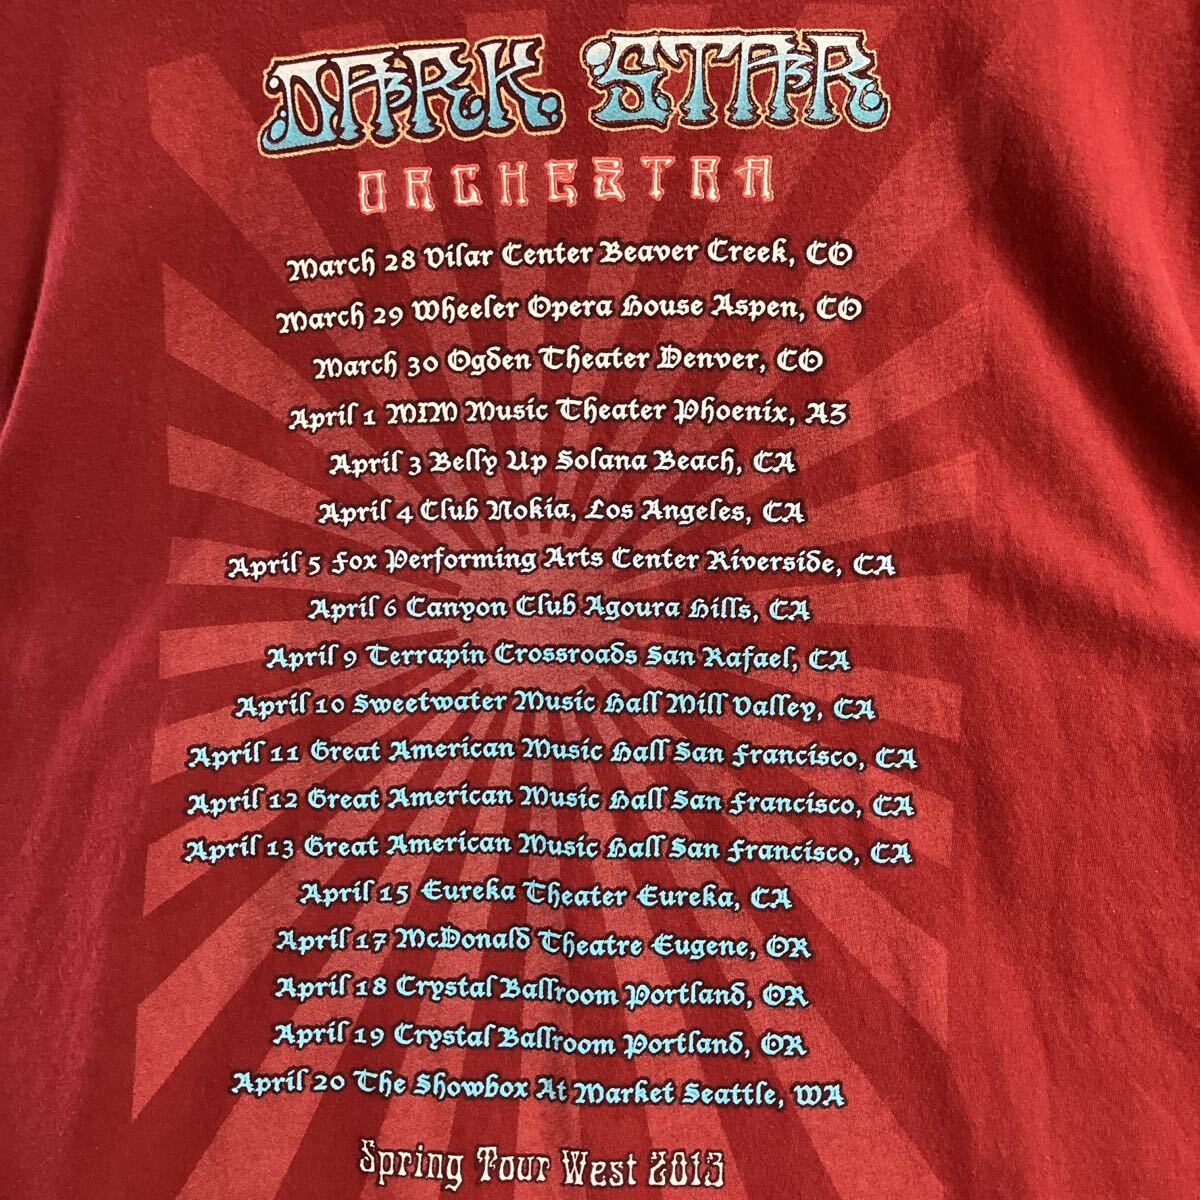 DARK STAR
ORCHESTRA
March 28 Vilar Center Beaver Creek, CO
March 29 Wheeler Opera House Aspen, CO
March 30 Ogden Theater Denver, CO
April 1 MIM Music Theater Phoenix, AZ
April 3 Belly Up Solana Beach, CA
April 4 Club Nokia, Los Angeles, CA
April 5 Fox Performing Arts Center Riverside, CA
April 6 Canyon Club Agoura Hills, CA
April 9 Terrapin Crossroads San Rafael, CA
April 10 Sweetwater Music Hall Mill Valley, CA
April 11 Great American Music Hall San Francisco, CA
April 12 Great American Music Hall San Francisco, CA
April 13 Great American Music Hall San Francisco, CA
April 15 Eureka Theater Eureka, CA
April 17 McDonald Theatre Eugene, OR
April 18 Crystal Ballroom Portland, OR
April 19 Crystal Ballroom Portland, OR
April 20 The Showbox At Market Seattle, WA
Spring Tour West 2013